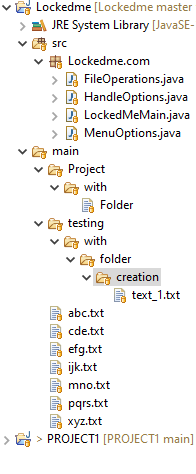 Lockedme [Lockedme master
JRE System Library [JavaSE-
src
Lockedme.com
FileOperations.java
HandleOptions.java
LockedMeMain.java
MenuOptions.java
main
Project
with
Folder
testing
with
folder
creation
text_1.txt
abc.txt
cde.txt
efg.txt
ijk.txt
mno.txt
pqrs.txt
xyz.txt
> PROJECT1 [PROJECT1 main]